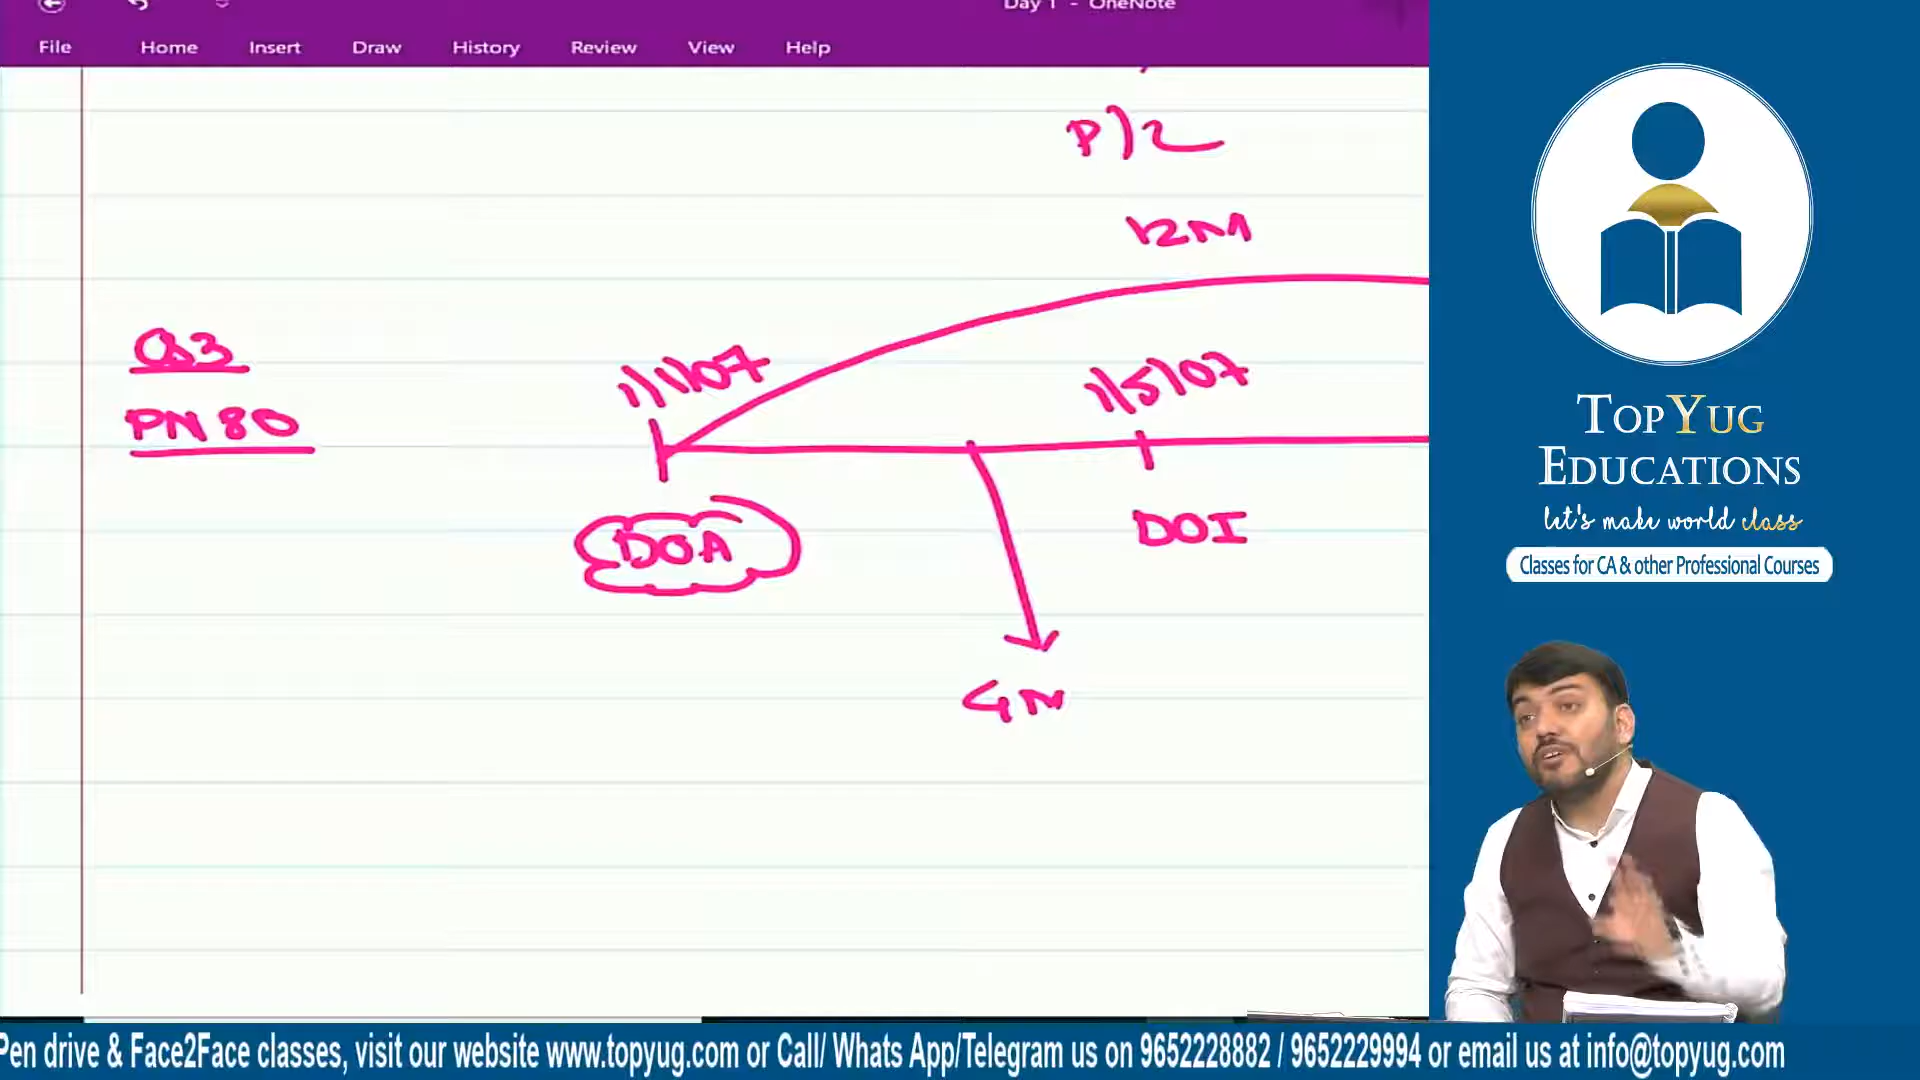 Day 1 - OneNote
File Home Insert Draw History Review View Help
P)L
12M
Q3
PN 80
1/1/07
1/5/07
DOA
DOI
4M
TOPYUG
EDUCATIONS
let's make world class
Classes for CA & other Professional Courses
Pen drive & Face2Face classes, visit our website www.topyug.com or Call/ Whats App/Telegram us on 9652228882 / 9652229994 or email us at info@topyug.com